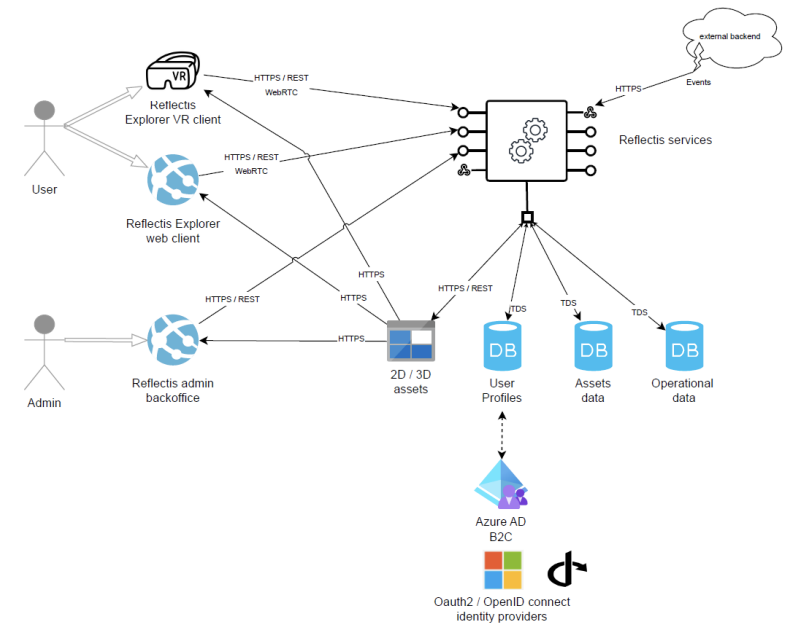 external backend
Events
HTTPS
VR
Reflectis
Explorer VR client
HTTPS / REST
WebRTC
Reflectis services
User
HTTPS / REST
WebRTC
Reflectis Explorer
web client
HTTPS
HTTPS / REST
HTTPS / REST
HTTPS
TDS
TDS
TDS
HTTPS
Admin
Reflectis admin
backoffice
2D / 3D
assets
DB
User
Profiles
DB
Assets
data
DB
Operational
data
Azure AD
B2C
Oauth2 / OpenID connect
identity providers